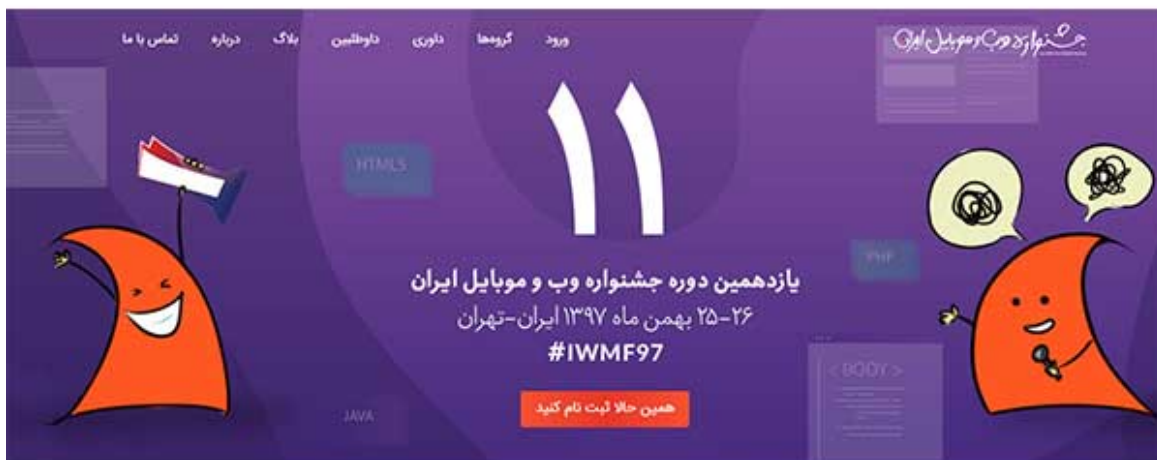 جشنواره وب و موبایل ایران
ورود گروه‌ها داوری داوطلبین بلاگ درباره تماس با ما
۱۱
HTML5
PHP
یازدهمین دوره جشنواره وب و موبایل ایران
۲۵-۲۶ بهمن ماه ۱۳۹۷ ایران-تهران
#IWMF97
< BODY >
همین حالا ثبت نام کنید
JAVA